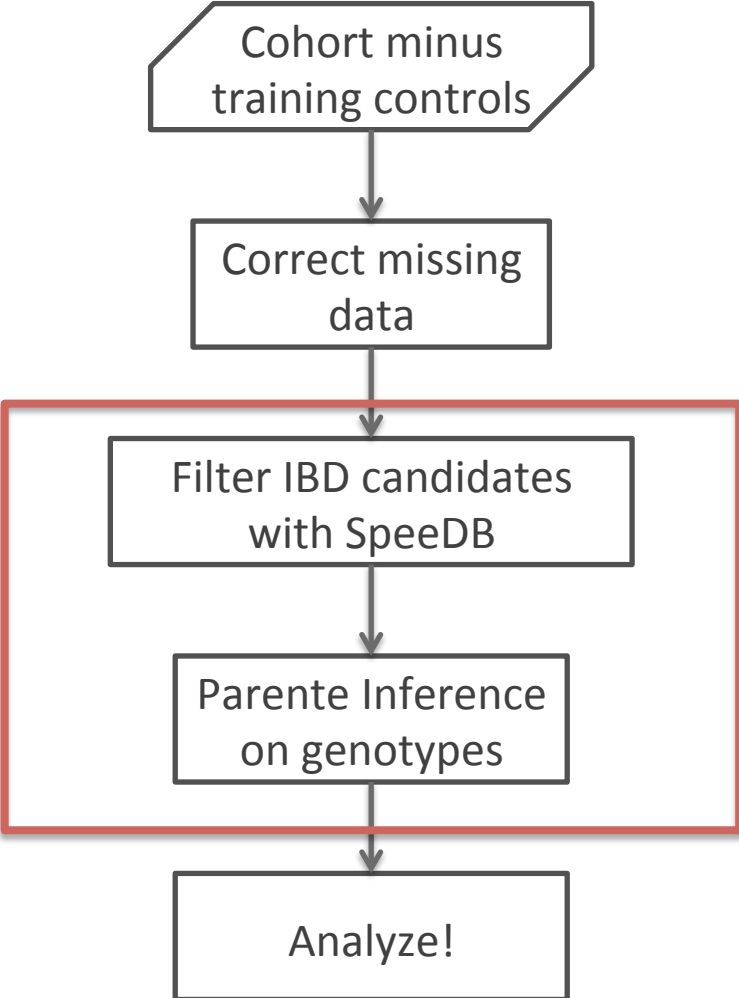 Cohort minus
training controls
Correct missing
data
Filter IBD candidates
with SpeeDB
Parente Inference
on genotypes
Analyze!